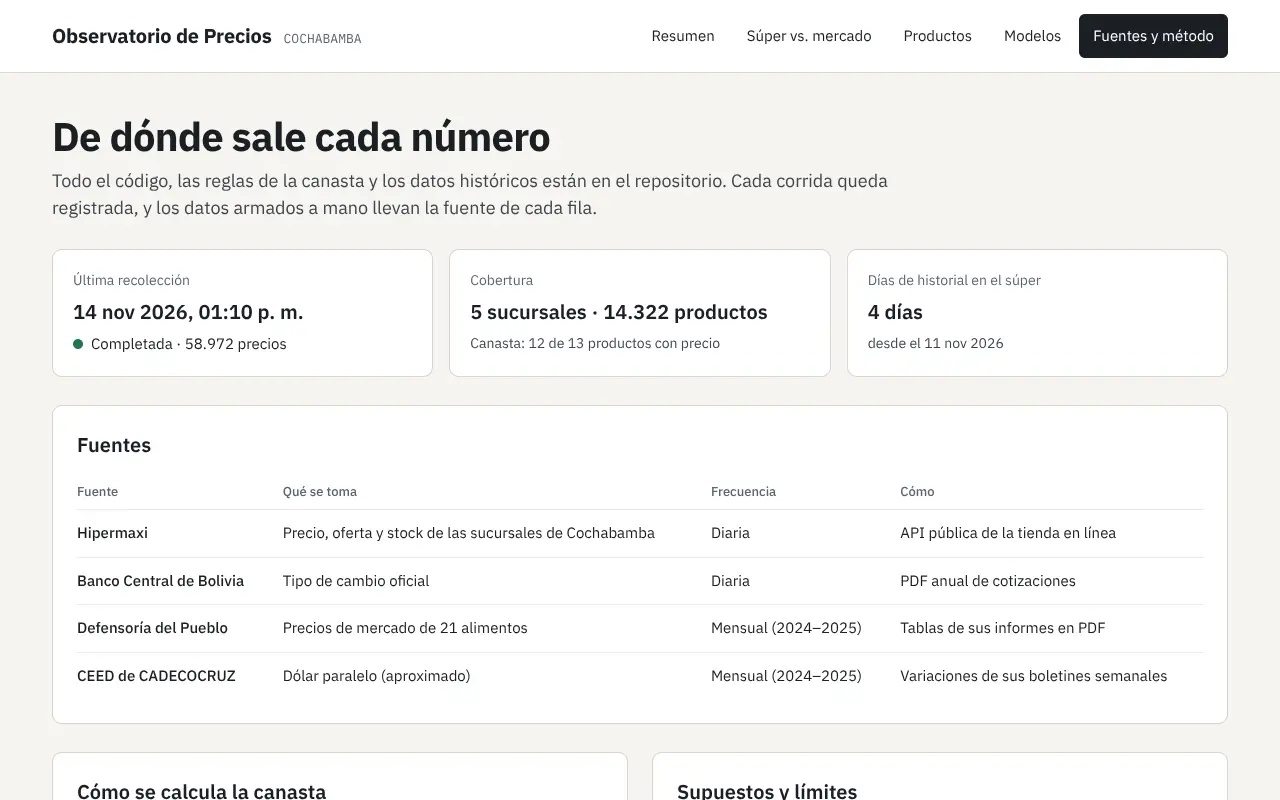 Observatorio de Precios COCHABAMBA
Resumen
Súper vs. mercado
Productos
Modelos
Fuentes y método
De dónde sale cada número
Todo el código, las reglas de la canasta y los datos históricos están en el repositorio. Cada corrida queda
registrada, y los datos armados a mano llevan la fuente de cada fila.
Última recolección
14 nov 2026, 01:10 p. m.
Completada · 58.972 precios
Cobertura
5 sucursales · 14.322 productos
Canasta: 12 de 13 productos con precio
Días de historial en el súper
4 días
desde el 11 nov 2026
Fuentes
Fuente Qué se toma Frecuencia Cómo
Hipermaxi Precio, oferta y stock de las sucursales de Cochabamba Diaria API pública de la tienda en línea
Banco Central de Bolivia Tipo de cambio oficial Diaria PDF anual de cotizaciones
Defensoría del Pueblo Precios de mercado de 21 alimentos Mensual (2024–2025) Tablas de sus informes en PDF
CEED de CADECOCRUZ Dólar paralelo (aproximado) Mensual (2024–2025) Variaciones de sus boletines semanales
Cómo se calcula la canasta
Supuestos y límites